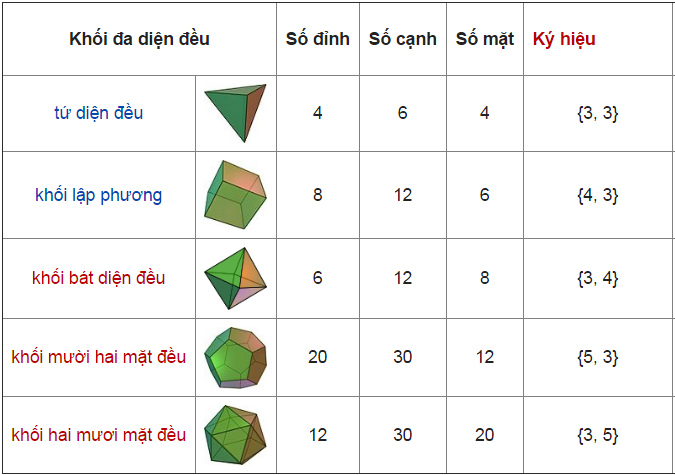 Khối đa diện đều Số đỉnh Số cạnh Số mặt Ký hiệu
tứ diện đều 4 6 4 {3, 3}
khối lập phương 8 12 6 {4, 3}
khối bát diện đều 6 12 8 {3, 4}
khối mười hai mặt đều 20 30 12 {5, 3}
khối hai mươi mặt đều 12 30 20 {3, 5}